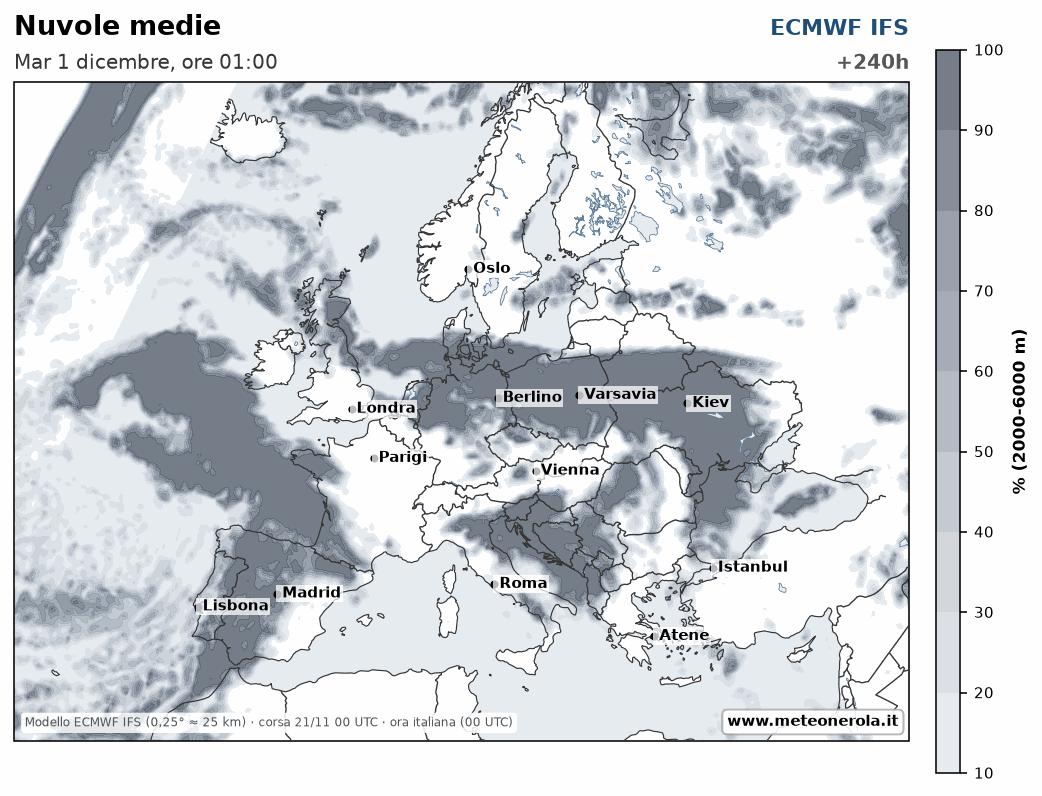 Nuvole medie
ECMWF IFS
Mar 1 dicembre, ore 01:00
+240h
100
90
80
70
60
50
40
30
20
10
% (2000-6000 m)
Oslo
Berlino
Varsavia
Kiev
Londra
Parigi
Vienna
Istanbul
Roma
Madrid
Lisbona
Atene
Modello ECMWF IFS (0,25° ≈ 25 km) · corsa 21/11 00 UTC · ora italiana (00 UTC)
www.meteonerola.it